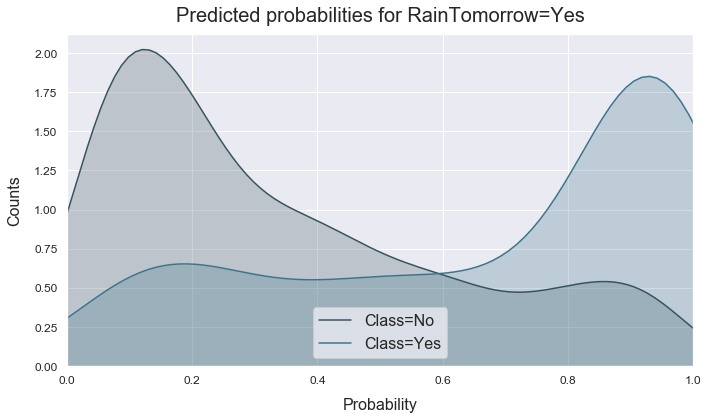 Predicted probabilities for RainTomorrow=Yes
2.00
1.75
1.50
1.25
1.00
0.75
0.50
0.25
0.00
Counts
Class=No
Class=Yes
0.0 0.2 0.4 0.6 0.8 1.0
Probability